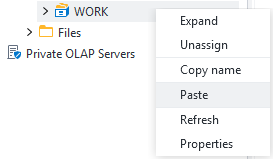 WORK
Files
Private OLAP Servers
Expand
Unassign
Copy name
Paste
Refresh
Properties